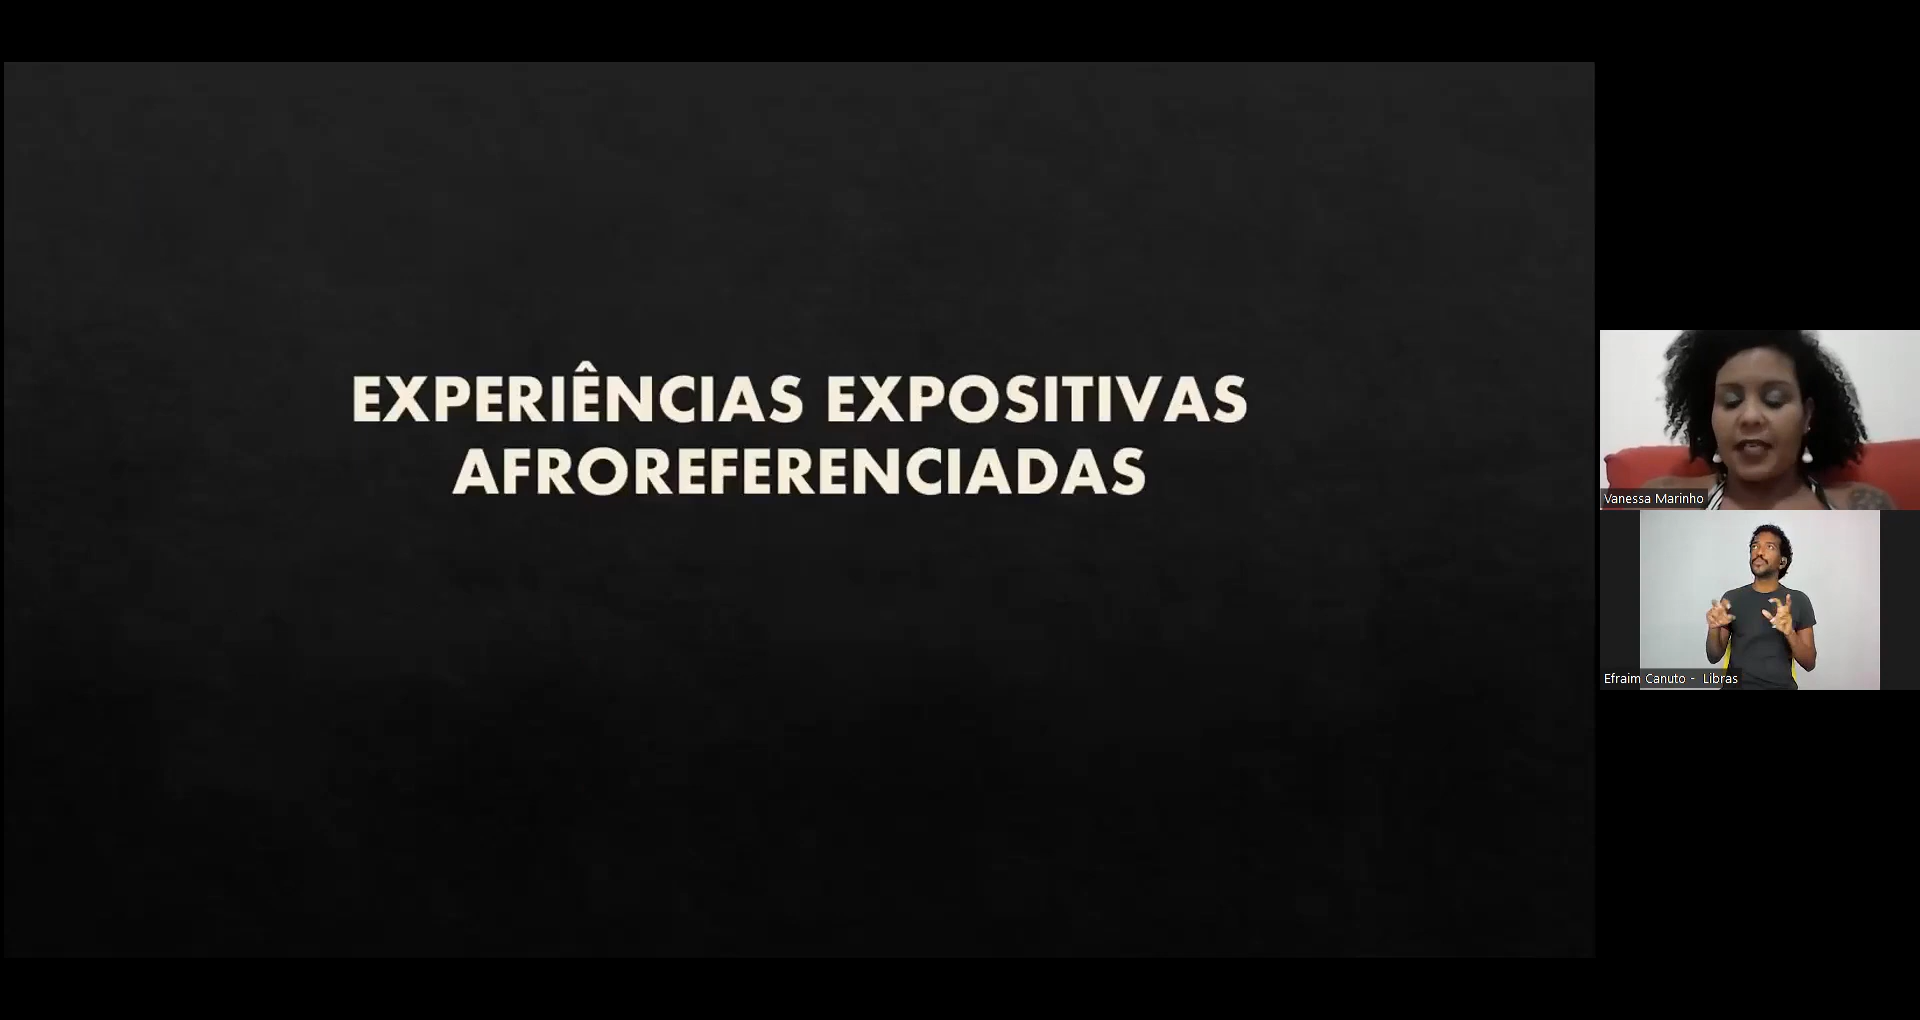 EXPERIÊNCIAS EXPOSITIVAS
AFROREFERENCIADAS
Vanessa Marinho
Efraim Canuto - Libras